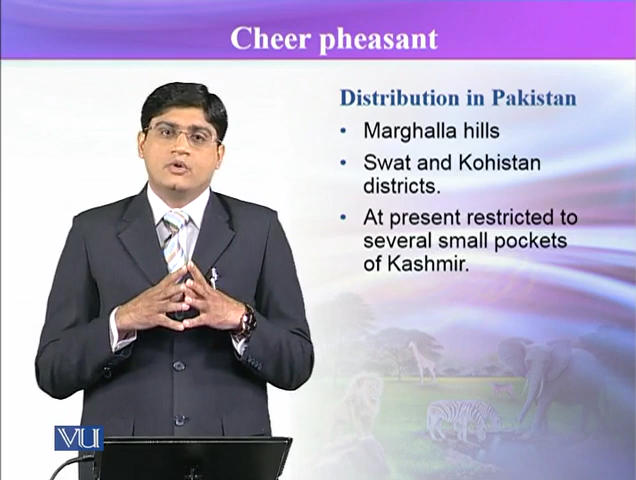 Cheer pheasant
Distribution in Pakistan
• Marghalla hills
• Swat and Kohistan
districts.
• At present restricted to
several small pockets
of Kashmir.
VU